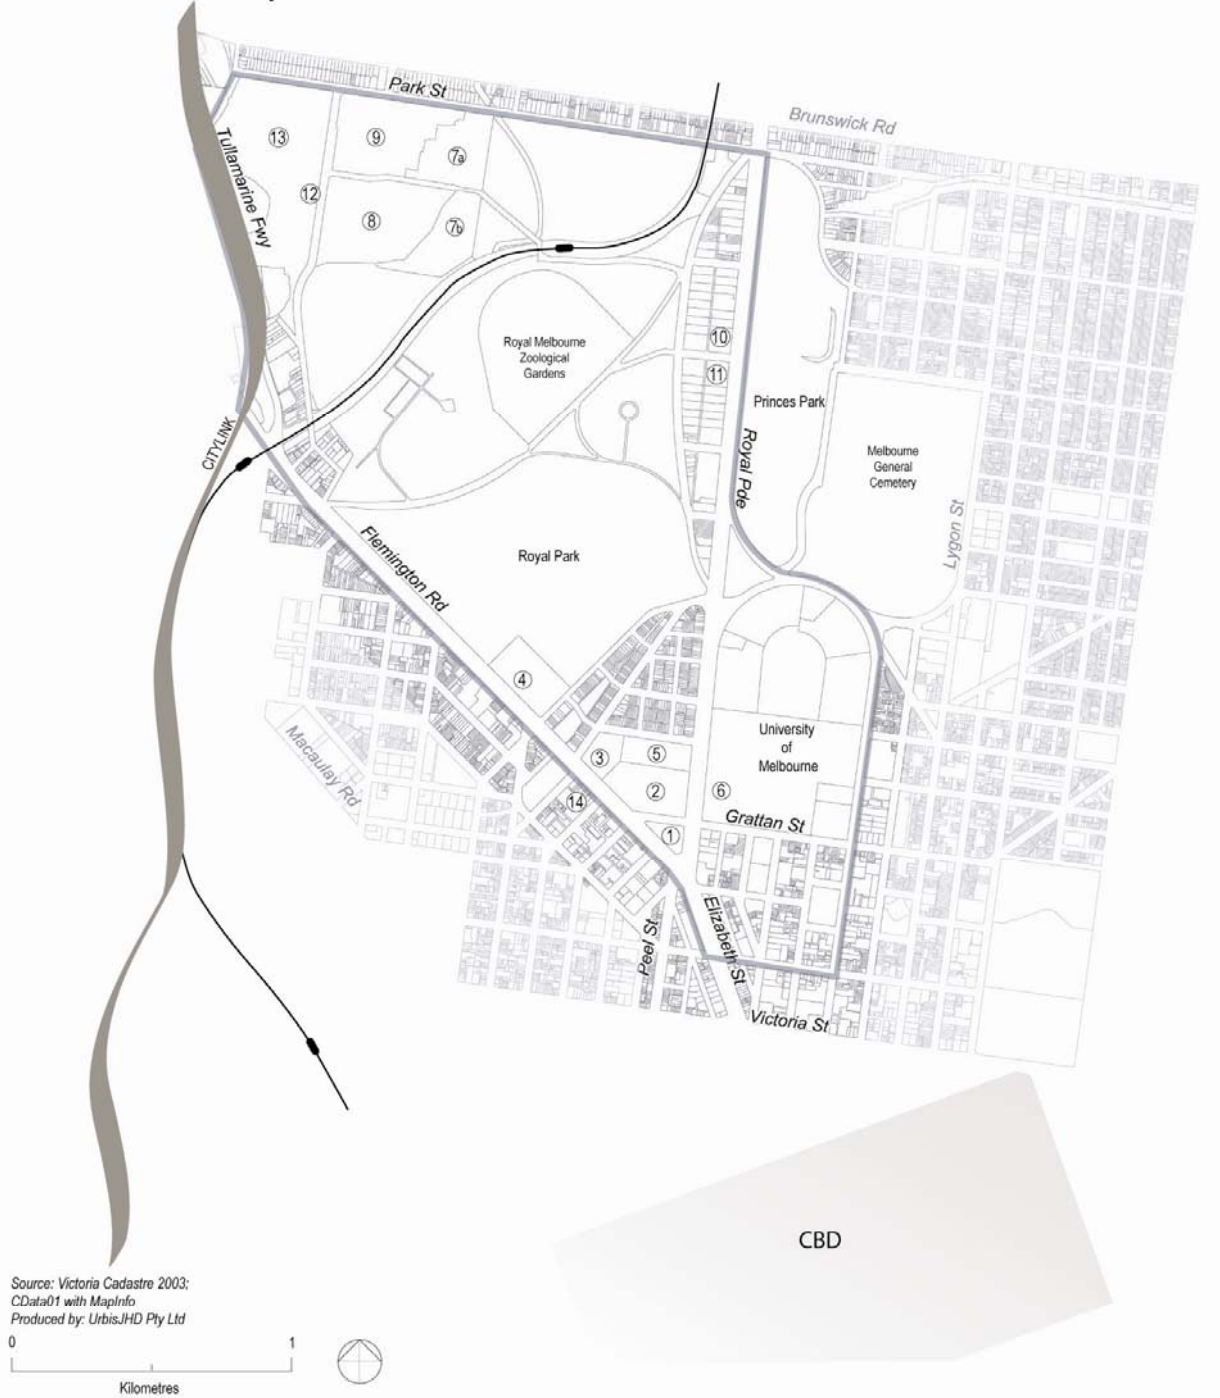 Park St
Brunswick Rd
13
9
7a
Tullamarine Fwy
12
8
7b
Royal Melbourne
Zoological
Gardens
10
11
Princes Park
CITYLINK
Royal Pde
Melbourne
General
Cemetery
Lygon St
Flemington Rd
Royal Park
4
Macaulay Rd
3
5
University
of
Melbourne
14
2
6
Grattan St
1
Peel St
Elizabeth St
Victoria St
CBD
Source: Victoria Cadastre 2003;
CData01 with MapInfo
Produced by: UrbisJHD Pty Ltd
0 1
Kilometres